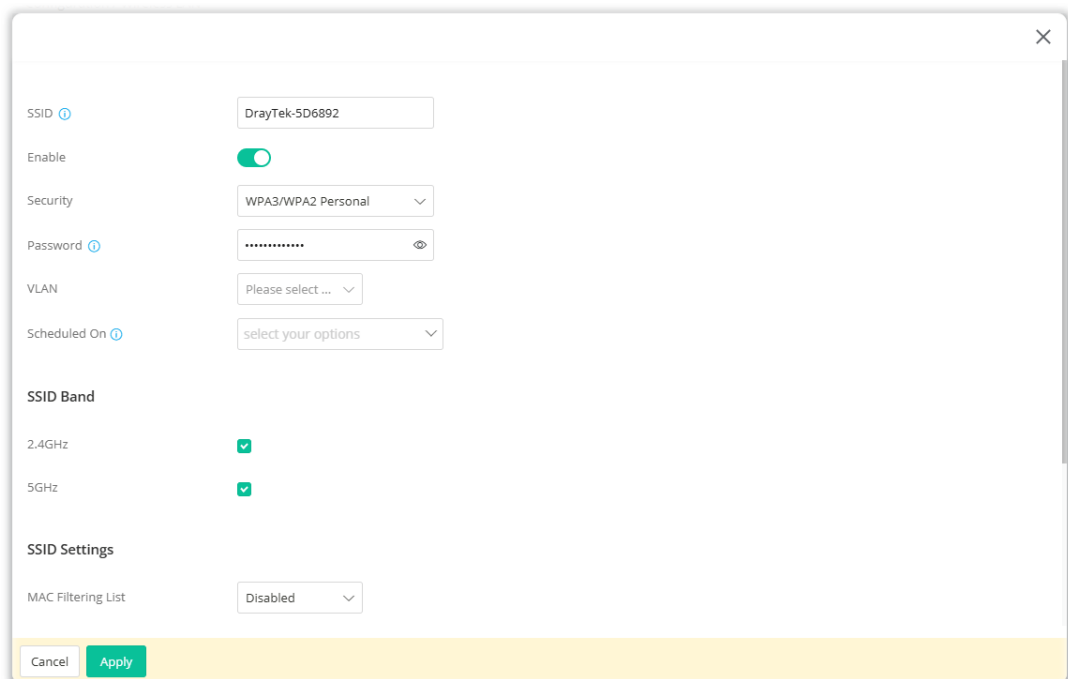 SSID
DrayTek-5D6892
Enable
Security
WPA3/WPA2 Personal
Password
•••••••••••••
VLAN
Please select ...
Scheduled On
select your options
SSID Band
2.4GHz
5GHz
SSID Settings
MAC Filtering List
Disabled
Cancel
Apply